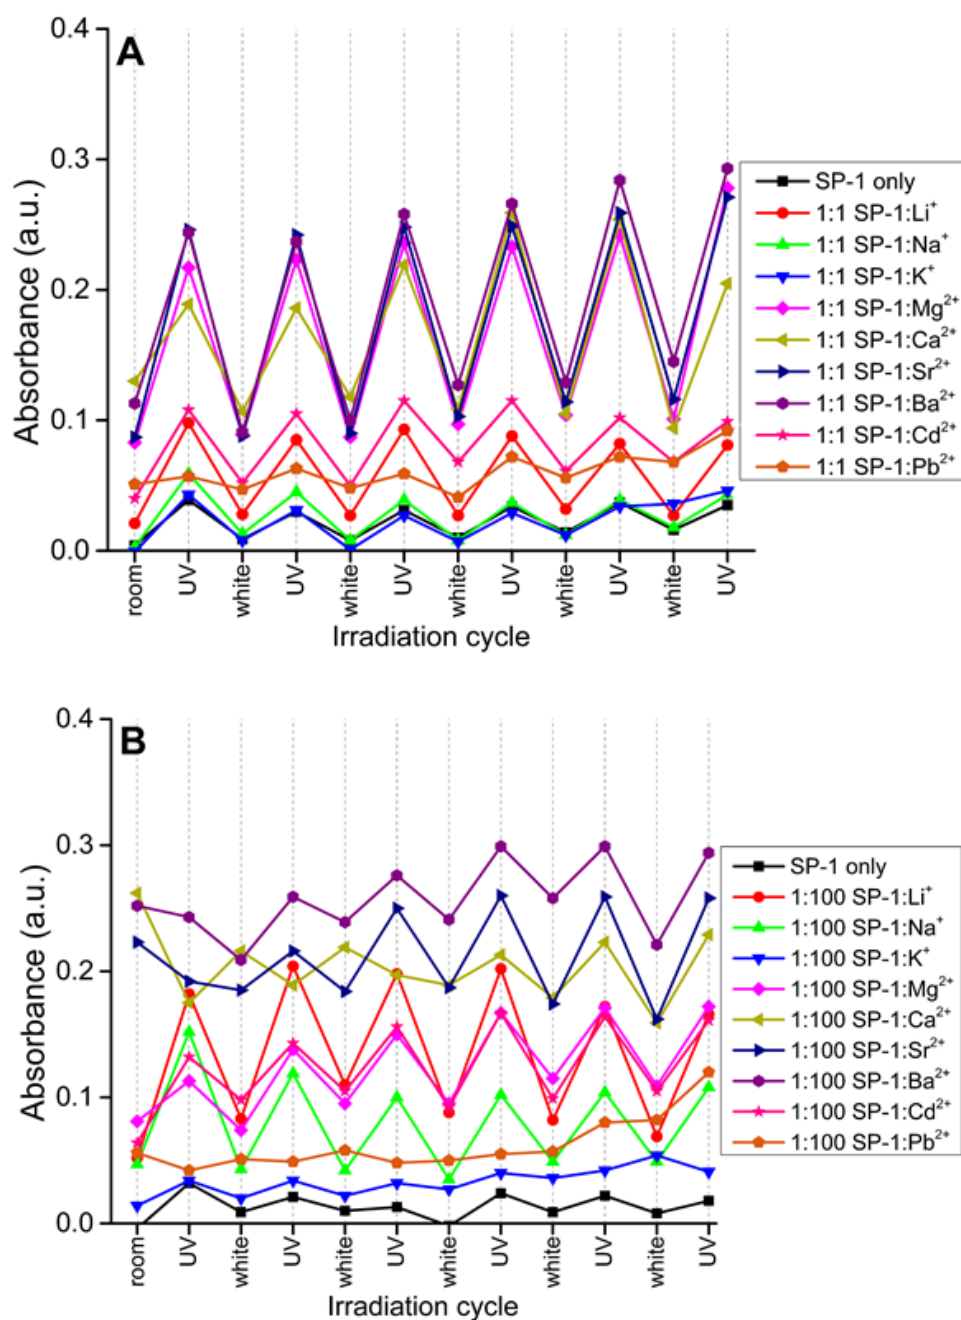 A
0.4
0.3
0.2
0.1
0.0
Absorbance (a.u.)
room
UV
white
UV
white
UV
white
UV
white
UV
white
UV
Irradiation cycle
SP-1 only
1:1 SP-1:Li⁺
1:1 SP-1:Na⁺
1:1 SP-1:K⁺
1:1 SP-1:Mg²⁺
1:1 SP-1:Ca²⁺
1:1 SP-1:Sr²⁺
1:1 SP-1:Ba²⁺
1:1 SP-1:Cd²⁺
1:1 SP-1:Pb²⁺
B
0.4
0.3
0.2
0.1
0.0
Absorbance (a.u.)
room
UV
white
UV
white
UV
white
UV
white
UV
white
UV
Irradiation cycle
SP-1 only
1:100 SP-1:Li⁺
1:100 SP-1:Na⁺
1:100 SP-1:K⁺
1:100 SP-1:Mg²⁺
1:100 SP-1:Ca²⁺
1:100 SP-1:Sr²⁺
1:100 SP-1:Ba²⁺
1:100 SP-1:Cd²⁺
1:100 SP-1:Pb²⁺